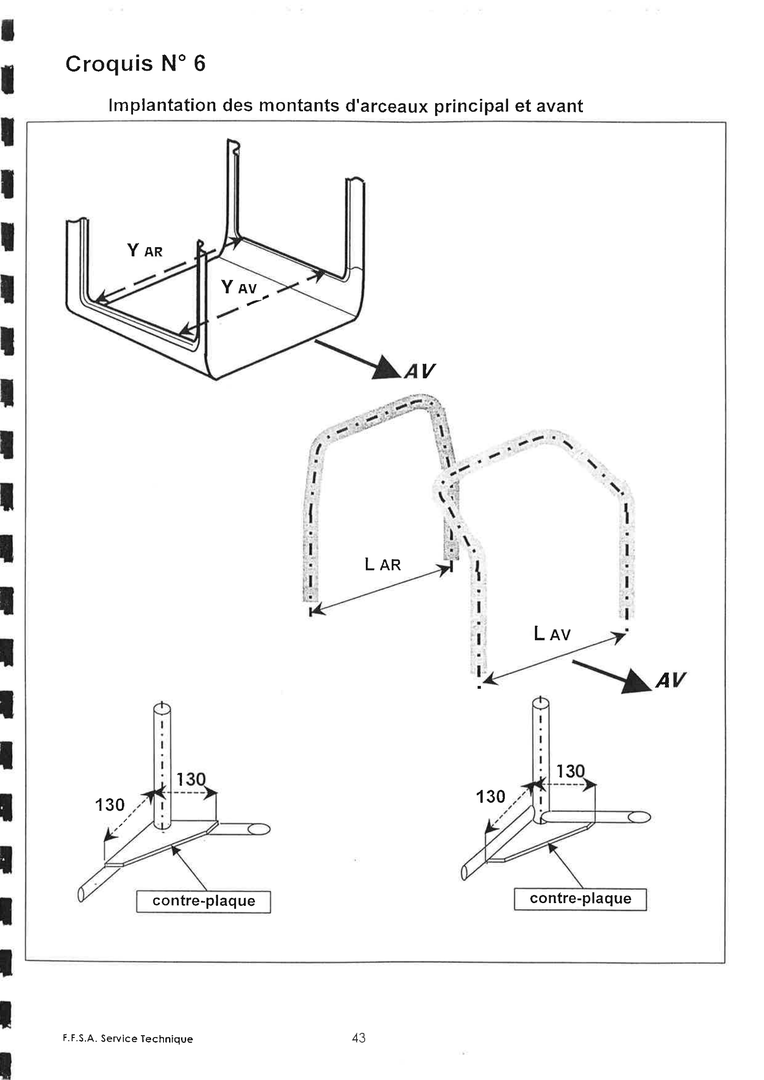 Croquis N° 6
Implantation des montants d'arceaux principal et avant
Y AR
Y AV
AV
L AR
L AV
AV
130
130
130
130
contre-plaque
contre-plaque
F.F.S.A. Service Technique
43